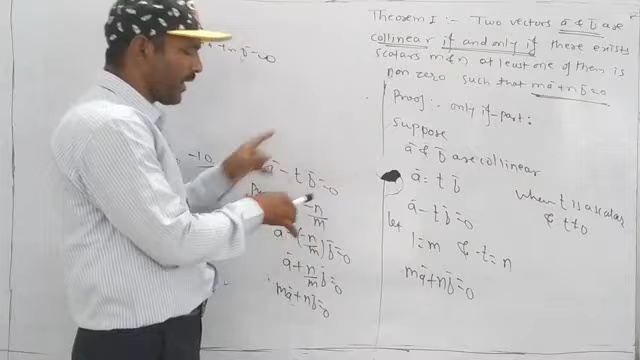 + n b̄ = 0
-10
ā - t b̄ = 0
-n/m
ā - (-n/m) b̄ = 0
ā + n/m b̄ = 0
mā + nb̄ = 0
Theorem I :- Two vectors ā & b̄ are
collinear if and only if there exists
scalars m & n at least one of them is
non zero such that mā + nb̄ = 0
Proof :- only if-part:
Suppose
ā & b̄ are collinear
ā = t b̄
When t is a scalar
& t≠0
ā - t b̄ = 0
let 1 = m & -t = n
mā + nb̄ = 0